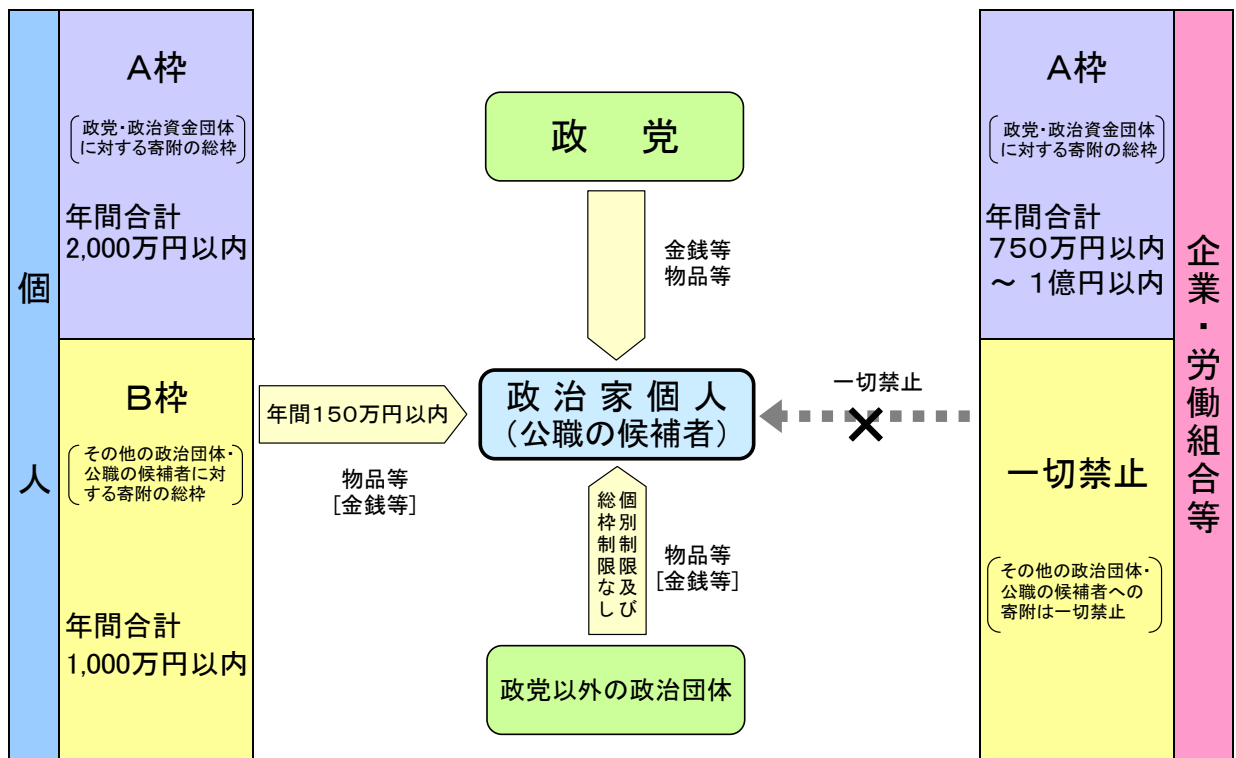 個人
A枠
政党・政治資金団体
に対する寄附の総枠
年間合計
2,000万円以内
B枠
その他の政治団体・
公職の候補者に対
する寄附の総枠
年間合計
1,000万円以内
年間150万円以内
物品等
[金銭等]
政 党
金銭等
物品等
政治家個人
(公職の候補者)
個別制限及び
総枠制限なし
物品等
[金銭等]
政党以外の政治団体
一切禁止
A枠
政党・政治資金団体
に対する寄附の総枠
年間合計
750万円以内
～ 1億円以内
一切禁止
その他の政治団体・
公職の候補者への
寄附は一切禁止
企業・労働組合等